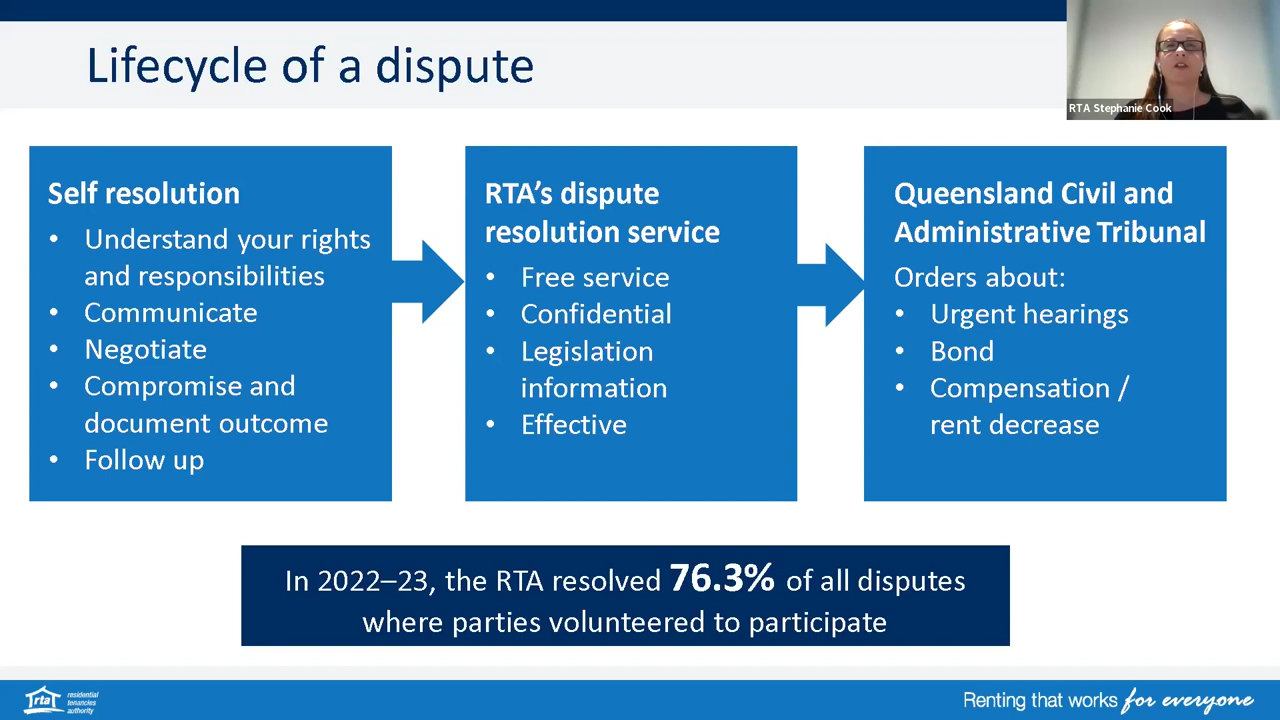 Lifecycle of a dispute
RTA Stephanie Cook
Self resolution
• Understand your rights
and responsibilities
• Communicate
• Negotiate
• Compromise and
document outcome
• Follow up
RTA's dispute
resolution service
• Free service
• Confidential
• Legislation
information
• Effective
Queensland Civil and
Administrative Tribunal
Orders about:
• Urgent hearings
• Bond
• Compensation /
rent decrease
In 2022–23, the RTA resolved 76.3% of all disputes
where parties volunteered to participate
rta
residential
tenancies
authority
Renting that works for everyone